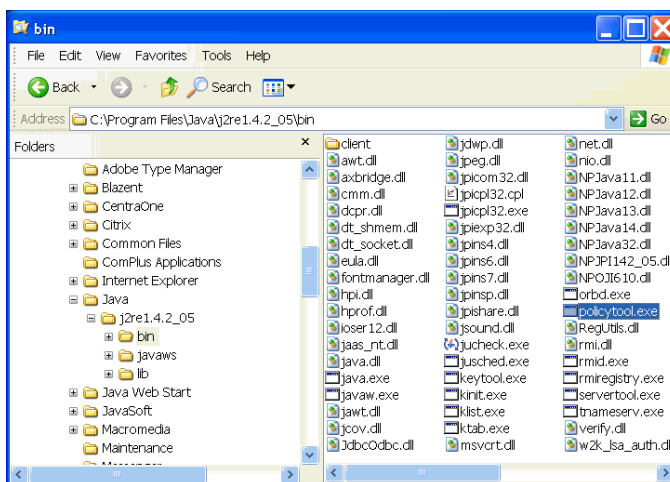 bin
File Edit View Favorites Tools Help
Back Search
Address C:\Program Files\Java\j2re1.4.2_05\bin Go
Folders
Adobe Type Manager
Blazent
CentraOne
Citrix
Common Files
ComPlus Applications
Internet Explorer
Java
j2re1.4.2_05
bin
javaws
lib
Java Web Start
JavaSoft
Macromedia
Maintenance
client
awt.dll
axbridge.dll
cmm.dll
dcpr.dll
dt_shmem.dll
dt_socket.dll
eula.dll
fontmanager.dll
hpi.dll
hprof.dll
ioser12.dll
jaas_nt.dll
java.dll
java.exe
javaw.exe
jawt.dll
jcov.dll
JdbcOdbc.dll
jdwp.dll
jpeg.dll
jpicom32.dll
jpicpl32.cpl
jpicpl32.exe
jpiexp32.dll
jpins4.dll
jpins6.dll
jpins7.dll
jpinsp.dll
jpishare.dll
jsound.dll
jucheck.exe
jusched.exe
keytool.exe
kinit.exe
klist.exe
ktab.exe
msvcrt.dll
net.dll
nio.dll
NPJava11.dll
NPJava12.dll
NPJava13.dll
NPJava14.dll
NPJava32.dll
NPJPI142_05.dl
NPOJI610.dll
orbd.exe
policytool.exe
RegUtils.dll
rmi.dll
rmid.exe
rmiregistry.exe
servertool.exe
tnameserv.exe
verify.dll
w2k_lsa_auth.dl